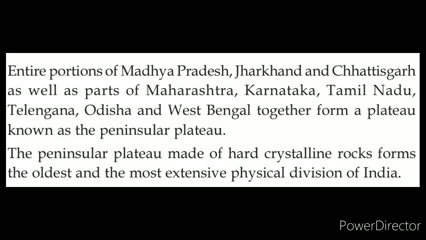 Entire portions of Madhya Pradesh, Jharkhand and Chhattisgarh
as well as parts of Maharashtra, Karnataka, Tamil Nadu,
Telengana, Odisha and West Bengal together form a plateau
known as the peninsular plateau.
The peninsular plateau made of hard crystalline rocks forms
the oldest and the most extensive physical division of India.
PowerDirector